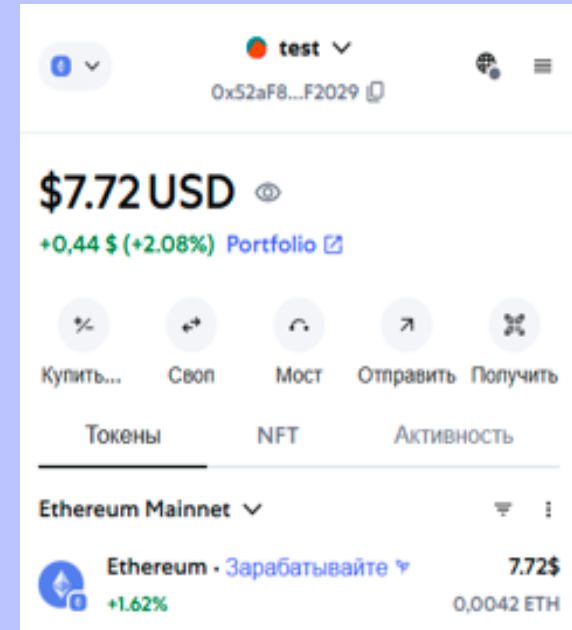 test
0x52aF8...F2029
$7.72 USD
+0,44 $ (+2.08%) Portfolio
Купить... Своп Мост Отправить Получить
Токены NFT Активность
Ethereum Mainnet
Ethereum • Зарабатывайте 7.72$
+1.62% 0,0042 ETH